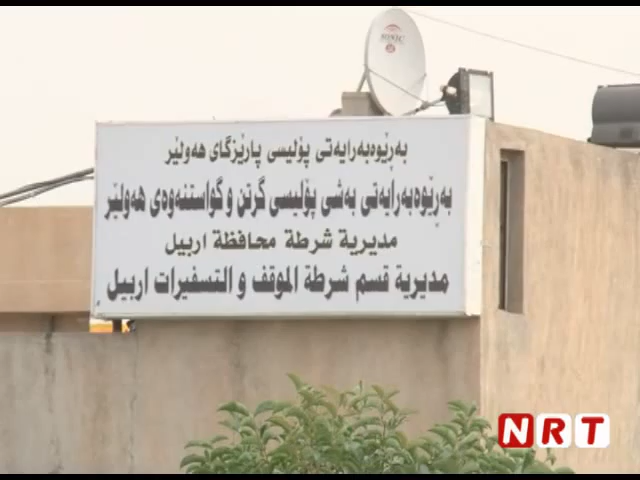 بەڕێوەبەرایەتی پۆلیسی پارێزگای هەولێر
بەڕێوەبەرایەتی بەشی پۆلیسی گرتن و گواستنەوەی هەولێر
مديرية شرطة محافظة اربيل
مديرية قسم شرطة الموقف و التسفيرات اربيل
NRT